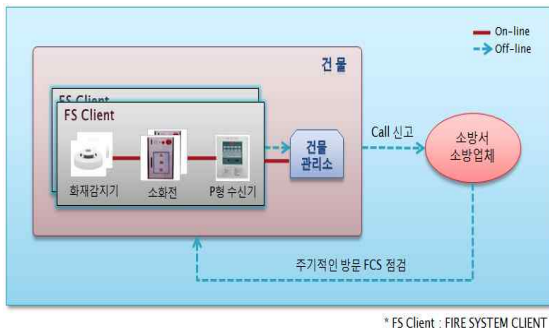 On-line
Off-line
건 물
FS Client
FS Client
화재감지기
소화전
P형 수신기
건물
관리소
Call 신고
소방서
소방업체
주기적인 방문 FCS 점검
* FS Client : FIRE SYSTEM CLIENT